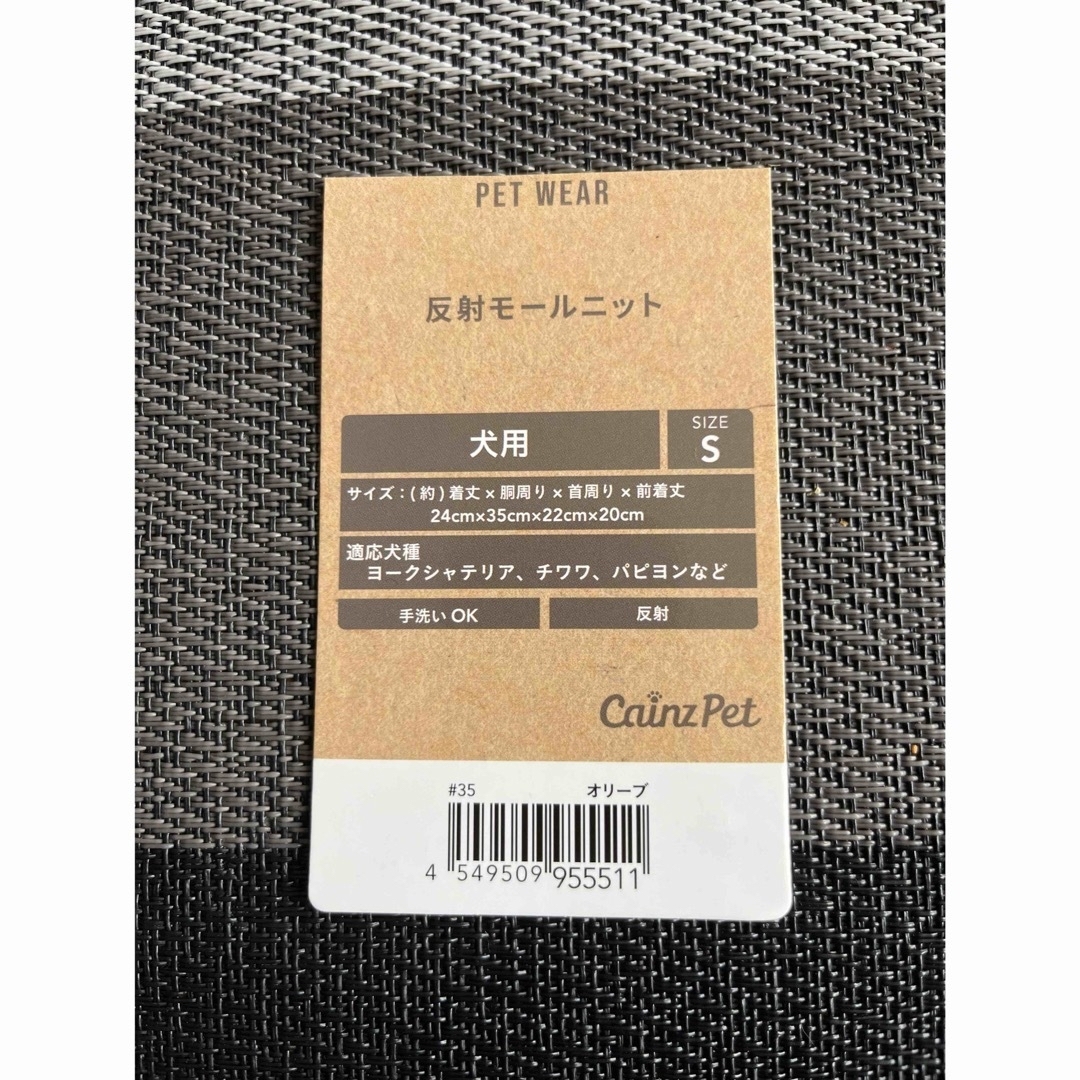 PET WEAR
反射モールニット
犬用
SIZE
S
サイズ：(約)着丈×胴周り×首周り×前着丈
24cm×35cm×22cm×20cm
適応犬種
ヨークシャテリア、チワワ、パピヨンなど
手洗い OK
反射
CainzPet
#35 オリーブ
4 549509 955511